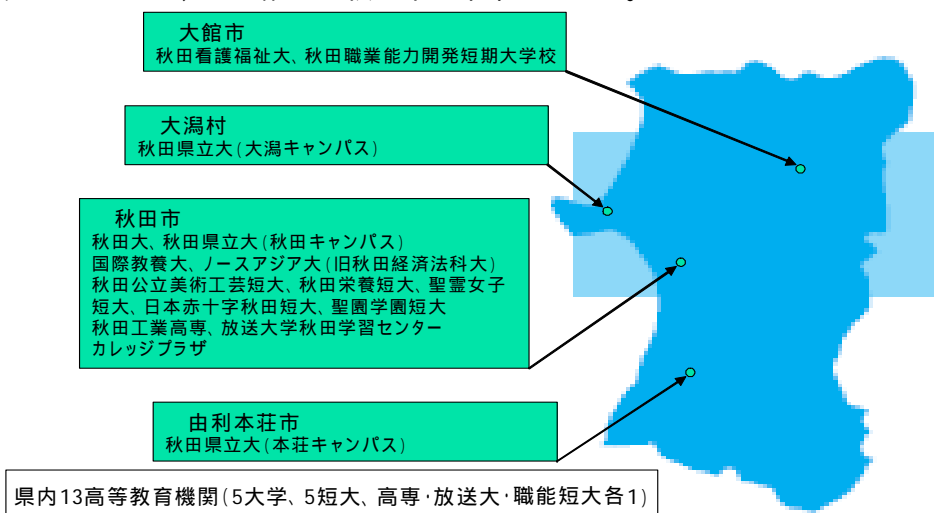 大館市
秋田看護福祉大、秋田職業能力開発短期大学校
大潟村
秋田県立大(大潟キャンパス)
秋田市
秋田大、秋田県立大(秋田キャンパス)
国際教養大、ノースアジア大(旧秋田経済法科大)
秋田公立美術工芸短大、秋田栄養短大、聖霊女子
短大、日本赤十字秋田短大、聖園学園短大
秋田工業高専、放送大学秋田学習センター
カレッジプラザ
由利本荘市
秋田県立大(本荘キャンパス)
県内13高等教育機関(5大学、5短大、高専・放送大・職能短大各1)